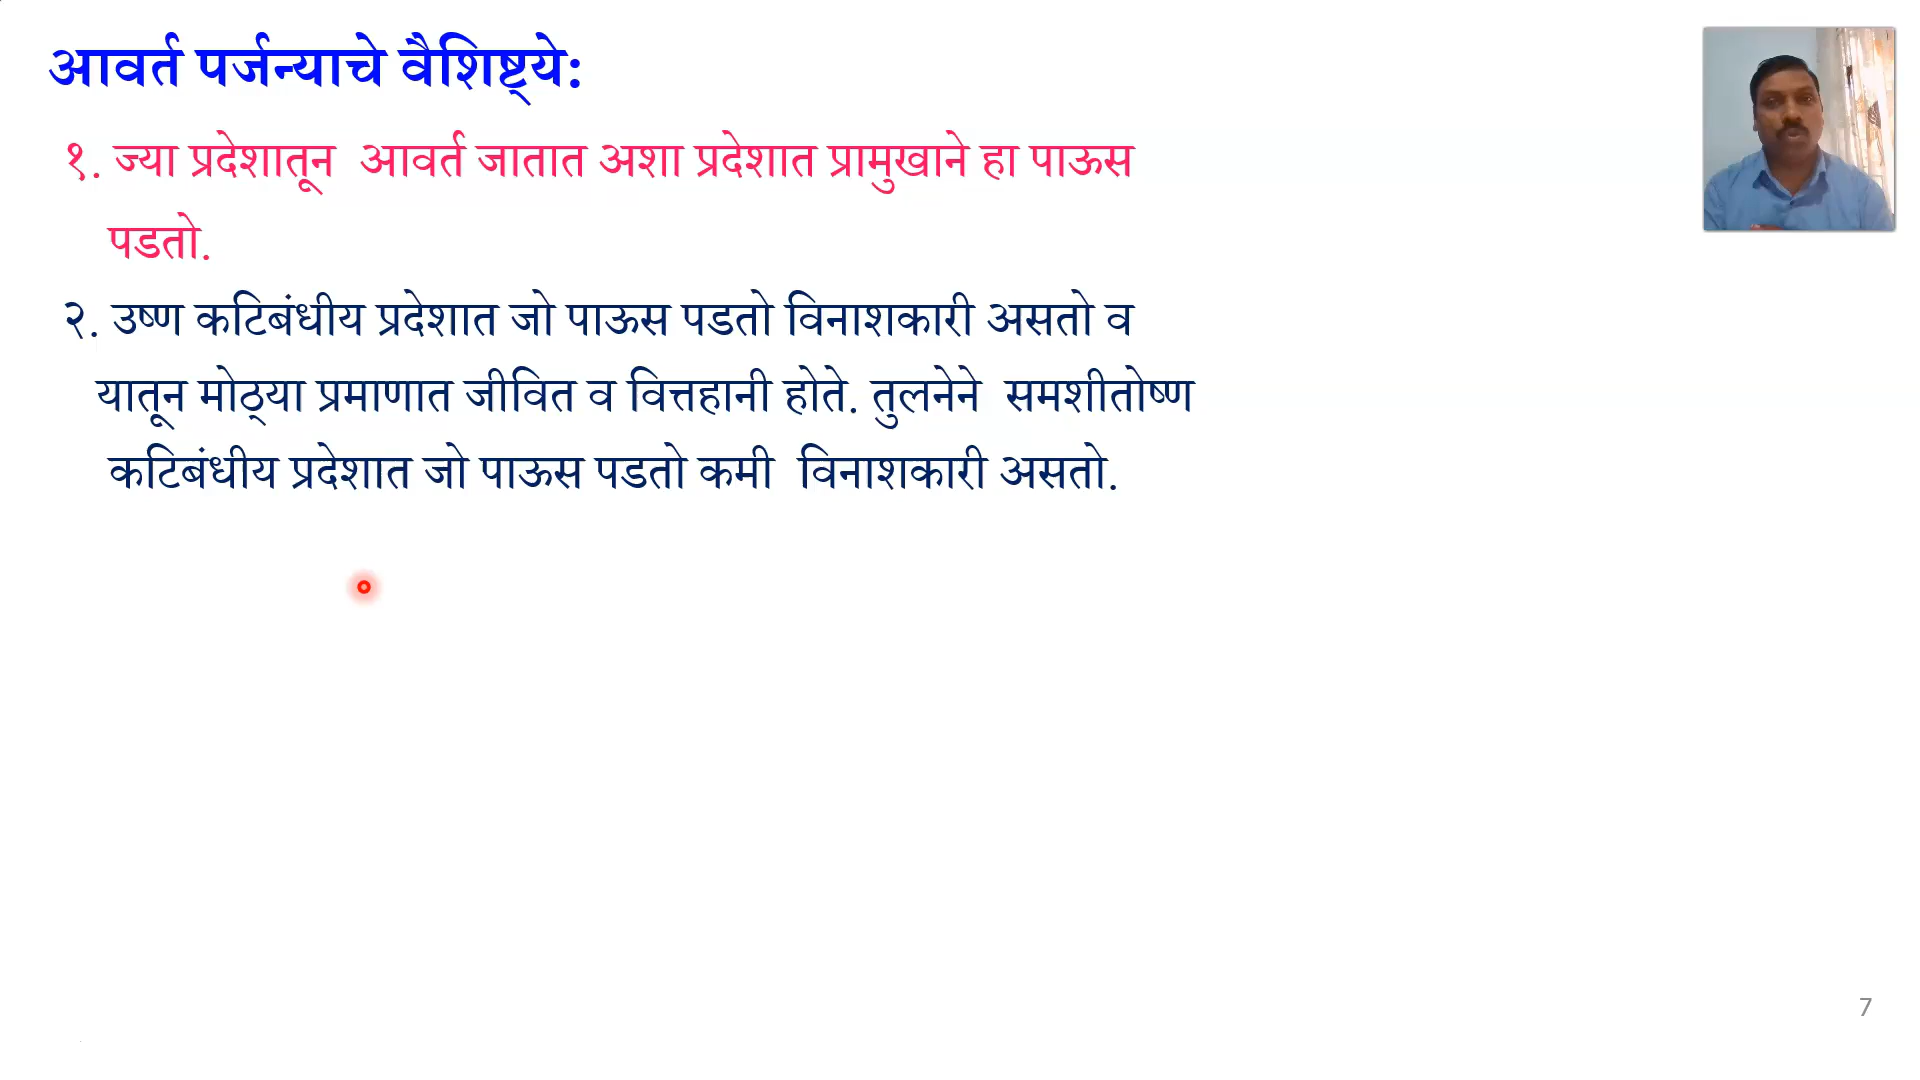 आवर्त पर्जन्याचे वैशिष्ट्ये:
१. ज्या प्रदेशातून आवर्त जातात अशा प्रदेशात प्रामुखाने हा पाऊस
पडतो.
२. उष्ण कटिबंधीय प्रदेशात जो पाऊस पडतो विनाशकारी असतो व
यातून मोठ्या प्रमाणात जीवित व वित्तहानी होते. तुलनेने समशीतोष्ण
कटिबंधीय प्रदेशात जो पाऊस पडतो कमी विनाशकारी असतो.
7